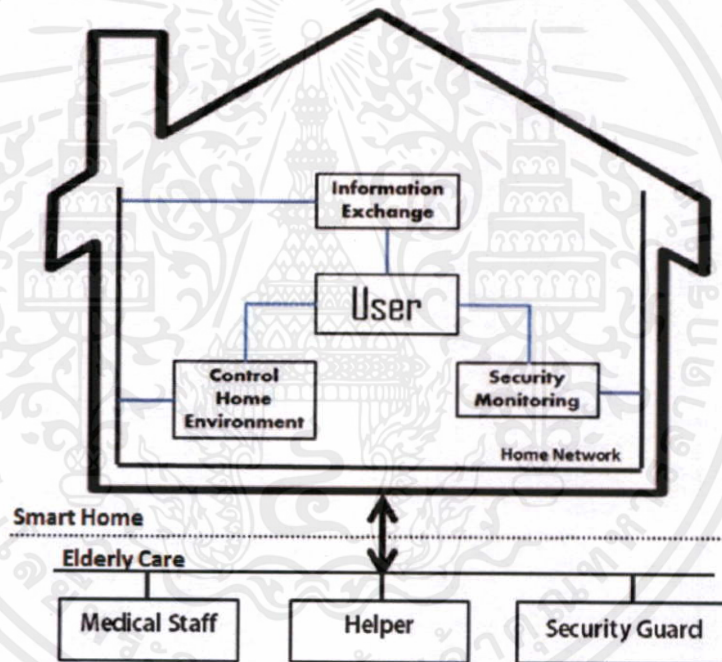 Information
Exchange
User
Control
Home
Environment
Security
Monitoring
Home Network
Smart Home
Elderly Care
Medical Staff
Helper
Security Guard